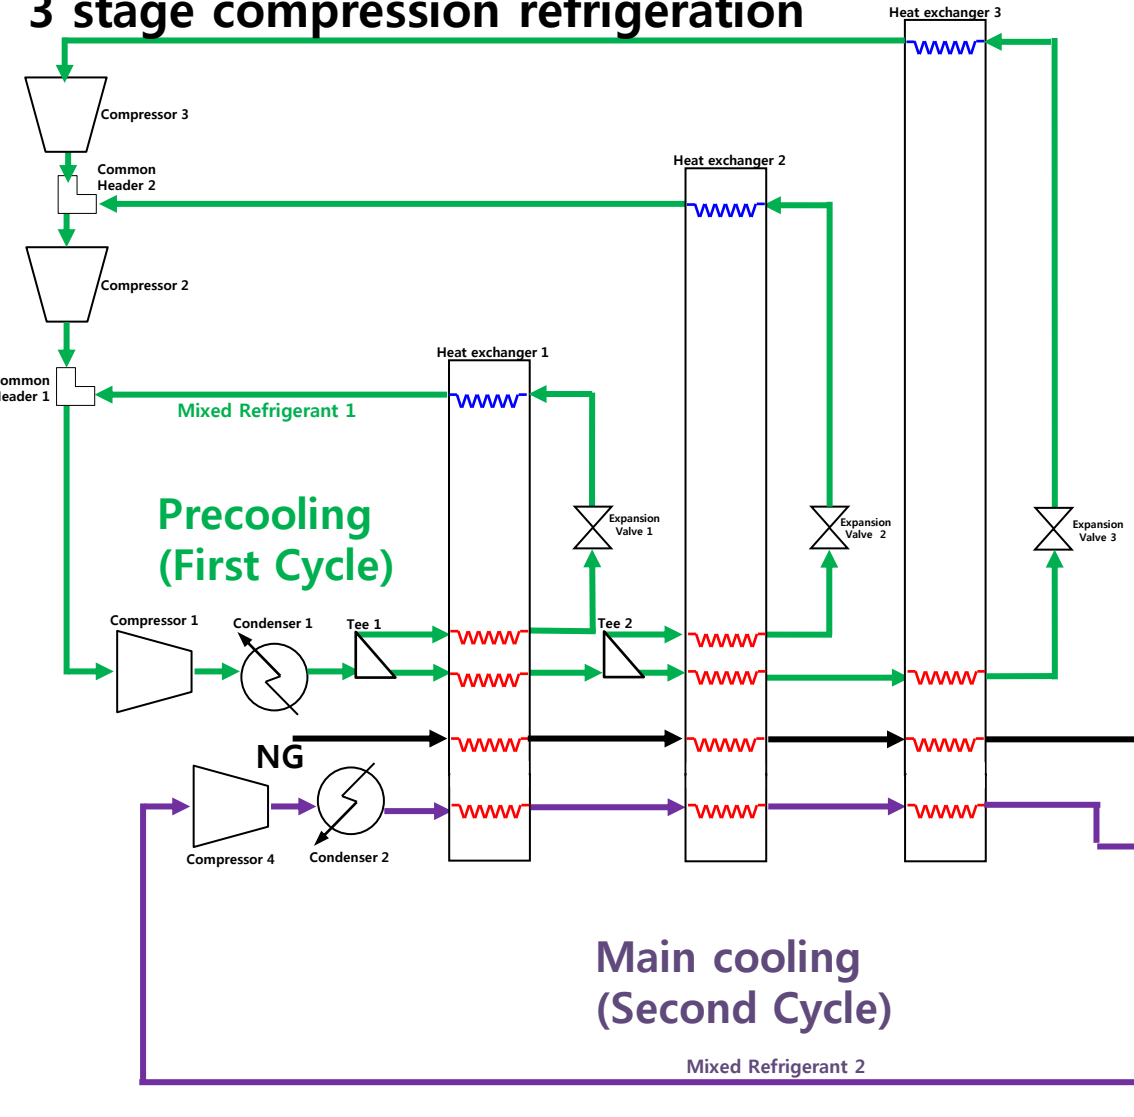 3 stage compression refrigeration
Heat exchanger 3
Compressor 3
Common
Header 2
Heat exchanger 2
Compressor 2
Heat exchanger 1
ommon
eader 1
Mixed Refrigerant 1
Precooling
(First Cycle)
Expansion
Valve 1
Expansion
Valve 2
Expansion
Valve 3
Compressor 1
Condenser 1
Tee 1
Tee 2
NG
Compressor 4
Condenser 2
Main cooling
(Second Cycle)
Mixed Refrigerant 2